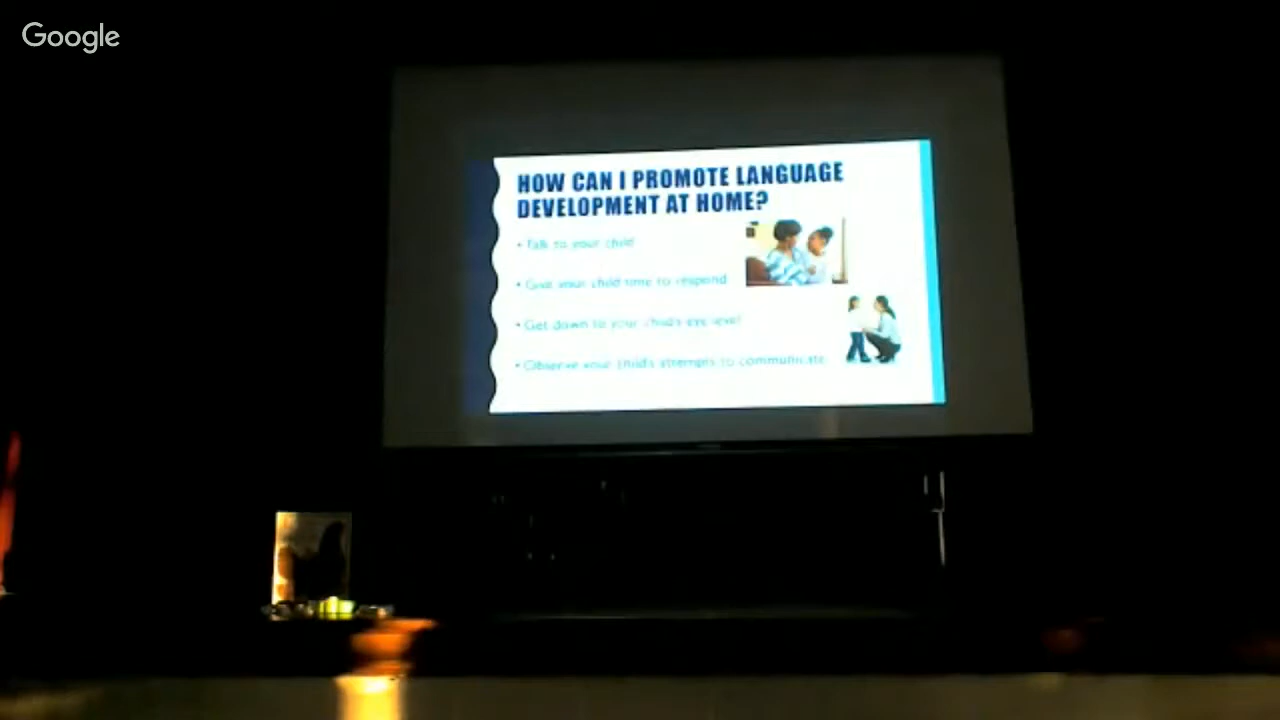 Google
HOW CAN I PROMOTE LANGUAGE
DEVELOPMENT AT HOME?
• Talk to your child
• Give your child time to respond
• Get down to your child's eye level
• Observe your child's attempts to communicate